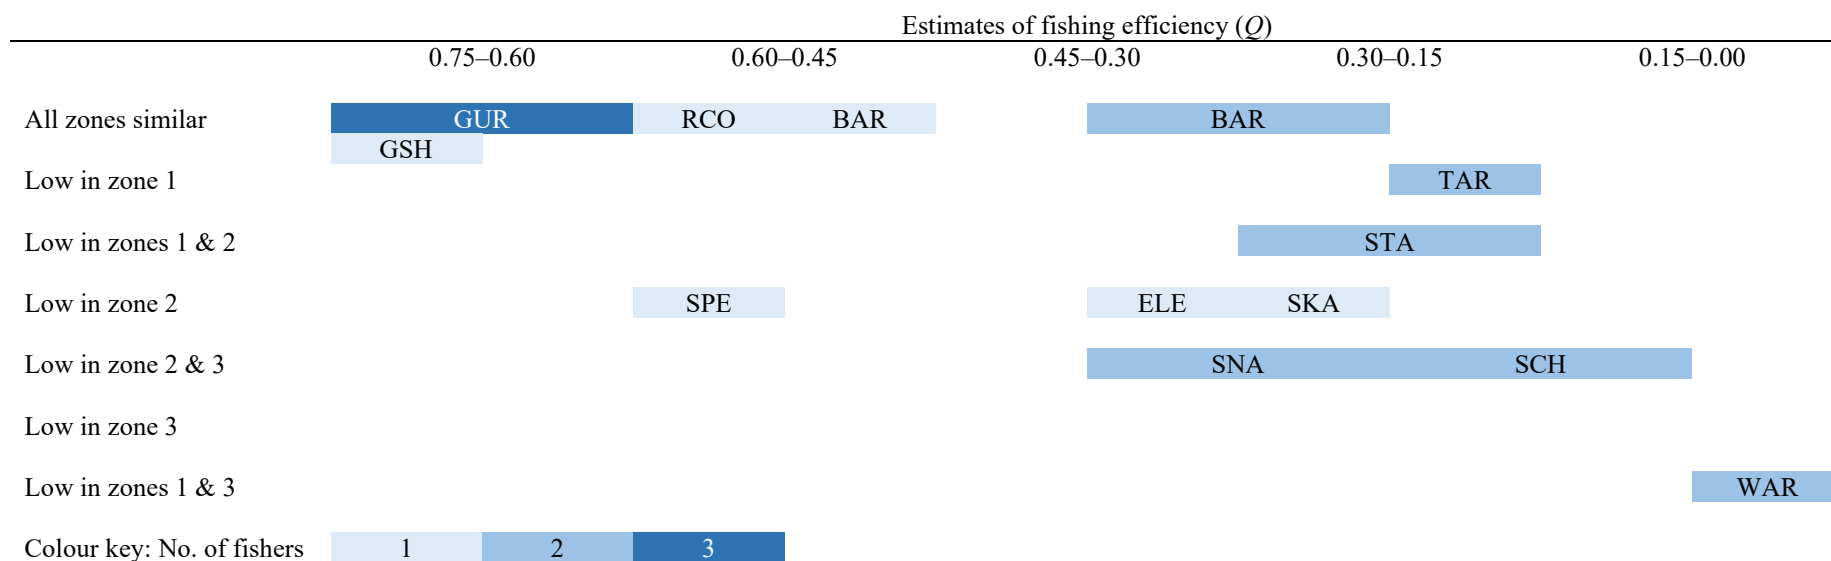 Estimates of fishing efficiency (Q)
0.75–0.60 0.60–0.45 0.45–0.30 0.30–0.15 0.15–0.00
All zones similar GUR RCO BAR BAR
GSH
Low in zone 1 TAR
Low in zones 1 & 2 STA
Low in zone 2 SPE ELE SKA
Low in zone 2 & 3 SNA SCH
Low in zone 3
Low in zones 1 & 3 WAR
Colour key: No. of fishers 1 2 3